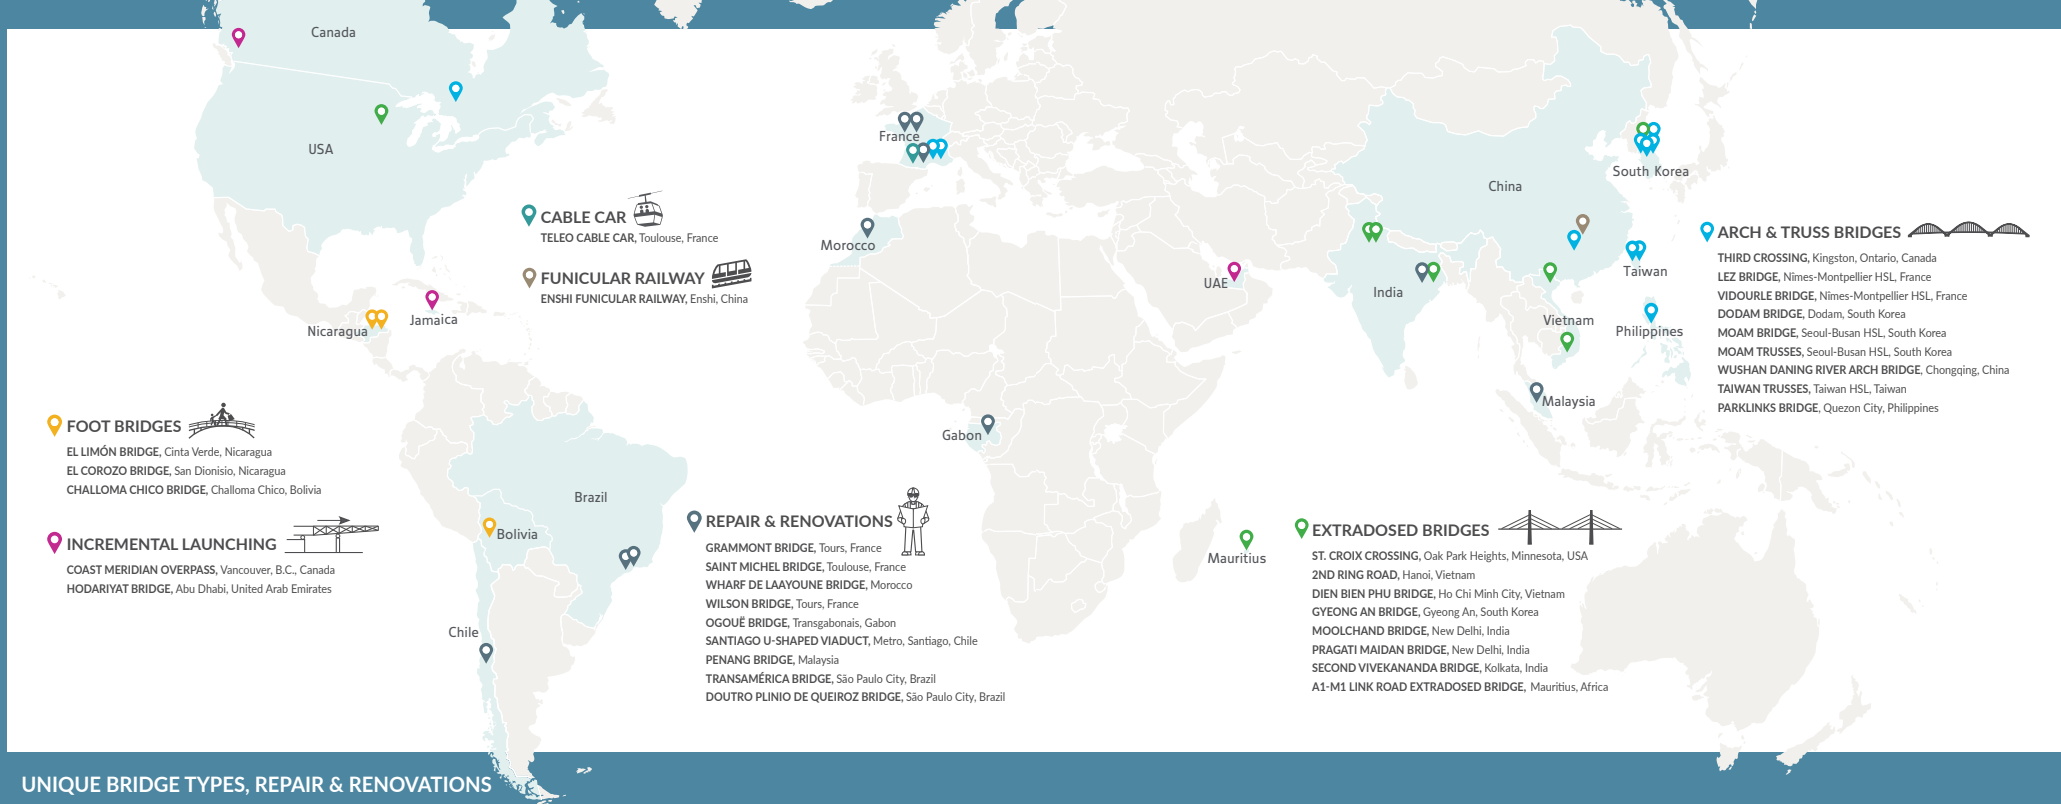 Canada
USA
Nicaragua
Jamaica
CABLE CAR
TELEO CABLE CAR, Toulouse, France
FUNICULAR RAILWAY
ENSHI FUNICULAR RAILWAY, Enshi, China
France
Morocco
UAE
Gabon
India
China
South Korea
Taiwan
Vietnam
Philippines
Malaysia
Mauritius
Brazil
Bolivia
Chile
ARCH & TRUSS BRIDGES
THIRD CROSSING, Kingston, Ontario, Canada
LEZ BRIDGE, Nîmes-Montpellier HSL, France
VIDOURLE BRIDGE, Nîmes-Montpellier HSL, France
DODAM BRIDGE, Dodam, South Korea
MOAM BRIDGE, Seoul-Busan HSL, South Korea
MOAM TRUSSES, Seoul-Busan HSL, South Korea
WUSHAN DANING RIVER ARCH BRIDGE, Chongqing, China
TAIWAN TRUSSES, Taiwan HSL, Taiwan
PARKLINKS BRIDGE, Quezon City, Philippines
FOOT BRIDGES
EL LIMÓN BRIDGE, Cinta Verde, Nicaragua
EL COROZO BRIDGE, San Dionisio, Nicaragua
CHALLOMA CHICO BRIDGE, Challoma Chico, Bolivia
INCREMENTAL LAUNCHING
COAST MERIDIAN OVERPASS, Vancouver, B.C., Canada
HODARIYAT BRIDGE, Abu Dhabi, United Arab Emirates
REPAIR & RENOVATIONS
GRAMMONT BRIDGE, Tours, France
SAINT MICHEL BRIDGE, Toulouse, France
WHARF DE LAAYOUNE BRIDGE, Morocco
WILSON BRIDGE, Tours, France
OGOUË BRIDGE, Transgabonais, Gabon
SANTIAGO U-SHAPED VIADUCT, Metro, Santiago, Chile
PENANG BRIDGE, Malaysia
TRANSAMÉRICA BRIDGE, São Paulo City, Brazil
DOUTRO PLINIO DE QUEIROZ BRIDGE, São Paulo City, Brazil
EXTRADOSED BRIDGES
ST. CROIX CROSSING, Oak Park Heights, Minnesota, USA
2ND RING ROAD, Hanoi, Vietnam
DIEN BIEN PHU BRIDGE, Ho Chi Minh City, Vietnam
GYEONG AN BRIDGE, Gyeong An, South Korea
MOOLCHAND BRIDGE, New Delhi, India
PRAGATI MAIDAN BRIDGE, New Delhi, India
SECOND VIVEKANANDA BRIDGE, Kolkata, India
A1-M1 LINK ROAD EXTRADOSED BRIDGE, Mauritius, Africa
UNIQUE BRIDGE TYPES, REPAIR & RENOVATIONS